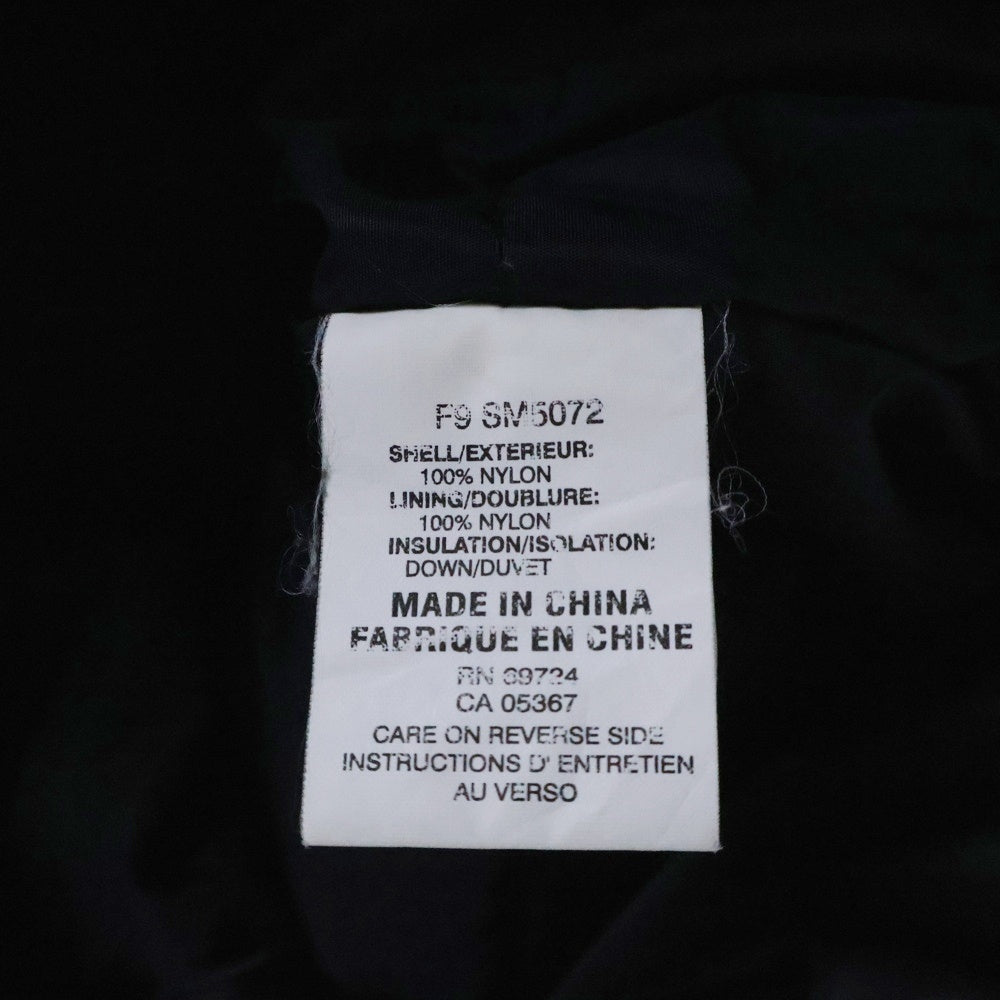 F9 SM5072
SHELL/EXTERIEUR:
100% NYLON
LINING/DOUBLURE:
100% NYLON
INSULATION/ISOLATION:
DOWN/DUVET
MADE IN CHINA
FABRIQUE EN CHINE
RN 69724
CA 05367
CARE ON REVERSE SIDE
INSTRUCTIONS D' ENTRETIEN
AU VERSO